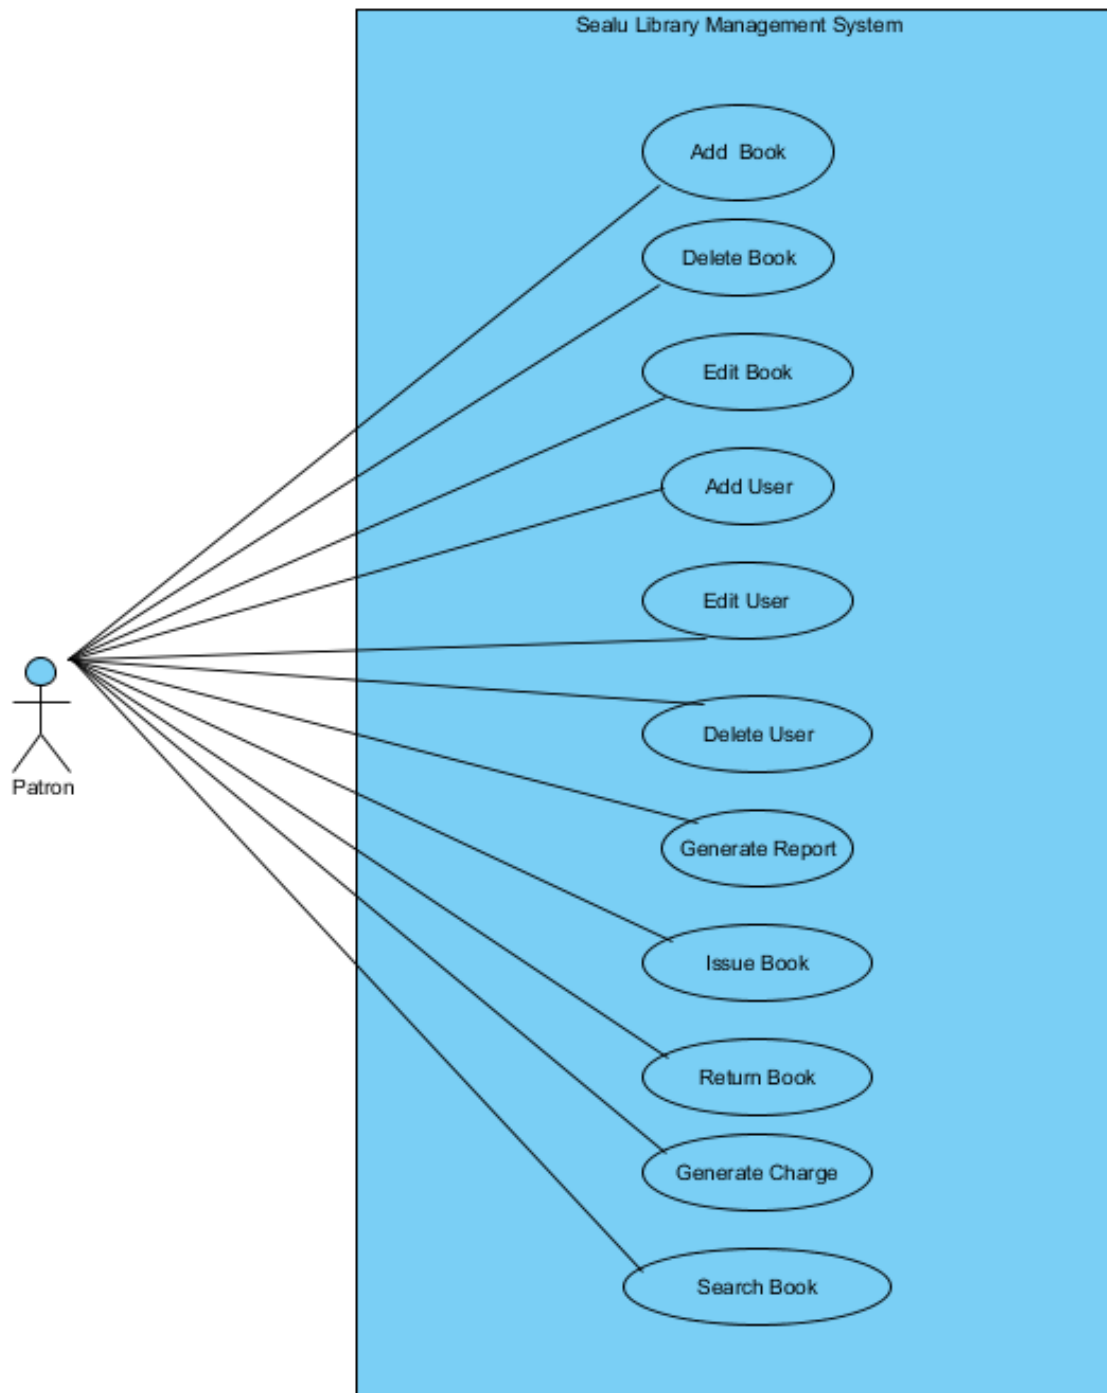 Sealu Library Management System
Add Book
Delete Book
Edit Book
Add User
Edit User
Delete User
Patron
Generate Report
Issue Book
Return Book
Generate Charge
Search Book